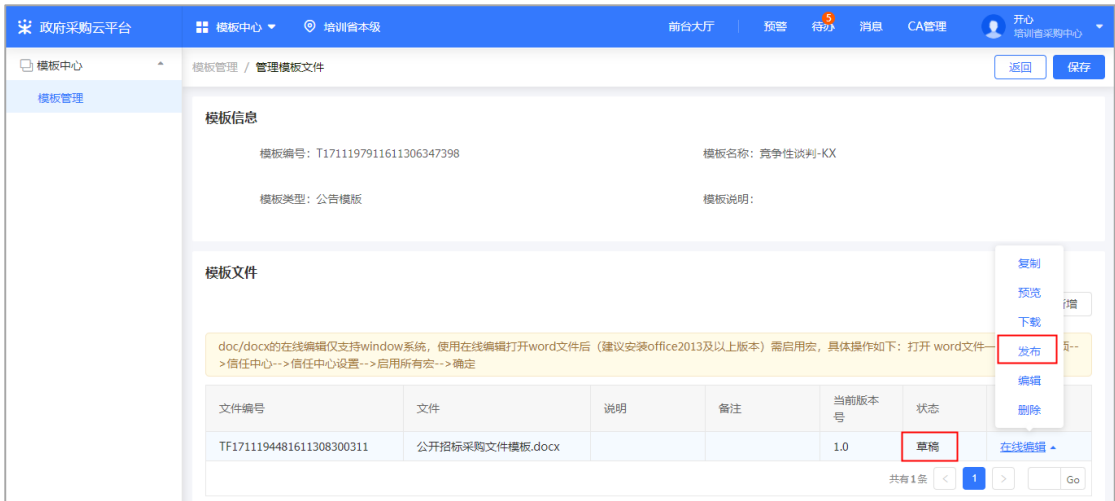 政府采购云平台
模板中心
培训省本级
前台大厅
预警
待办
5
消息
CA管理
开心
培训省采购中心
模板中心
模板管理
模板管理 / 管理模板文件
返回
保存
模板信息
模板编号：T1711197911611306347398
模板名称：竞争性谈判-KX
模板类型：公告模版
模板说明：
模板文件
增
复制
预览
下载
发布
编辑
删除
doc/docx的在线编辑仅支持window系统，使用在线编辑打开word文件后（建议安装office2013及以上版本）需启用宏，具体操作如下：打开 word文件—
--
>信任中心-->信任中心设置-->启用所有宏-->确定
文件编号
文件
说明
备注
当前版本
号
状态
TF1711194481611308300311
公开招标采购文件模板.docx
1.0
草稿
在线编辑
共有1条
<
1
>
Go